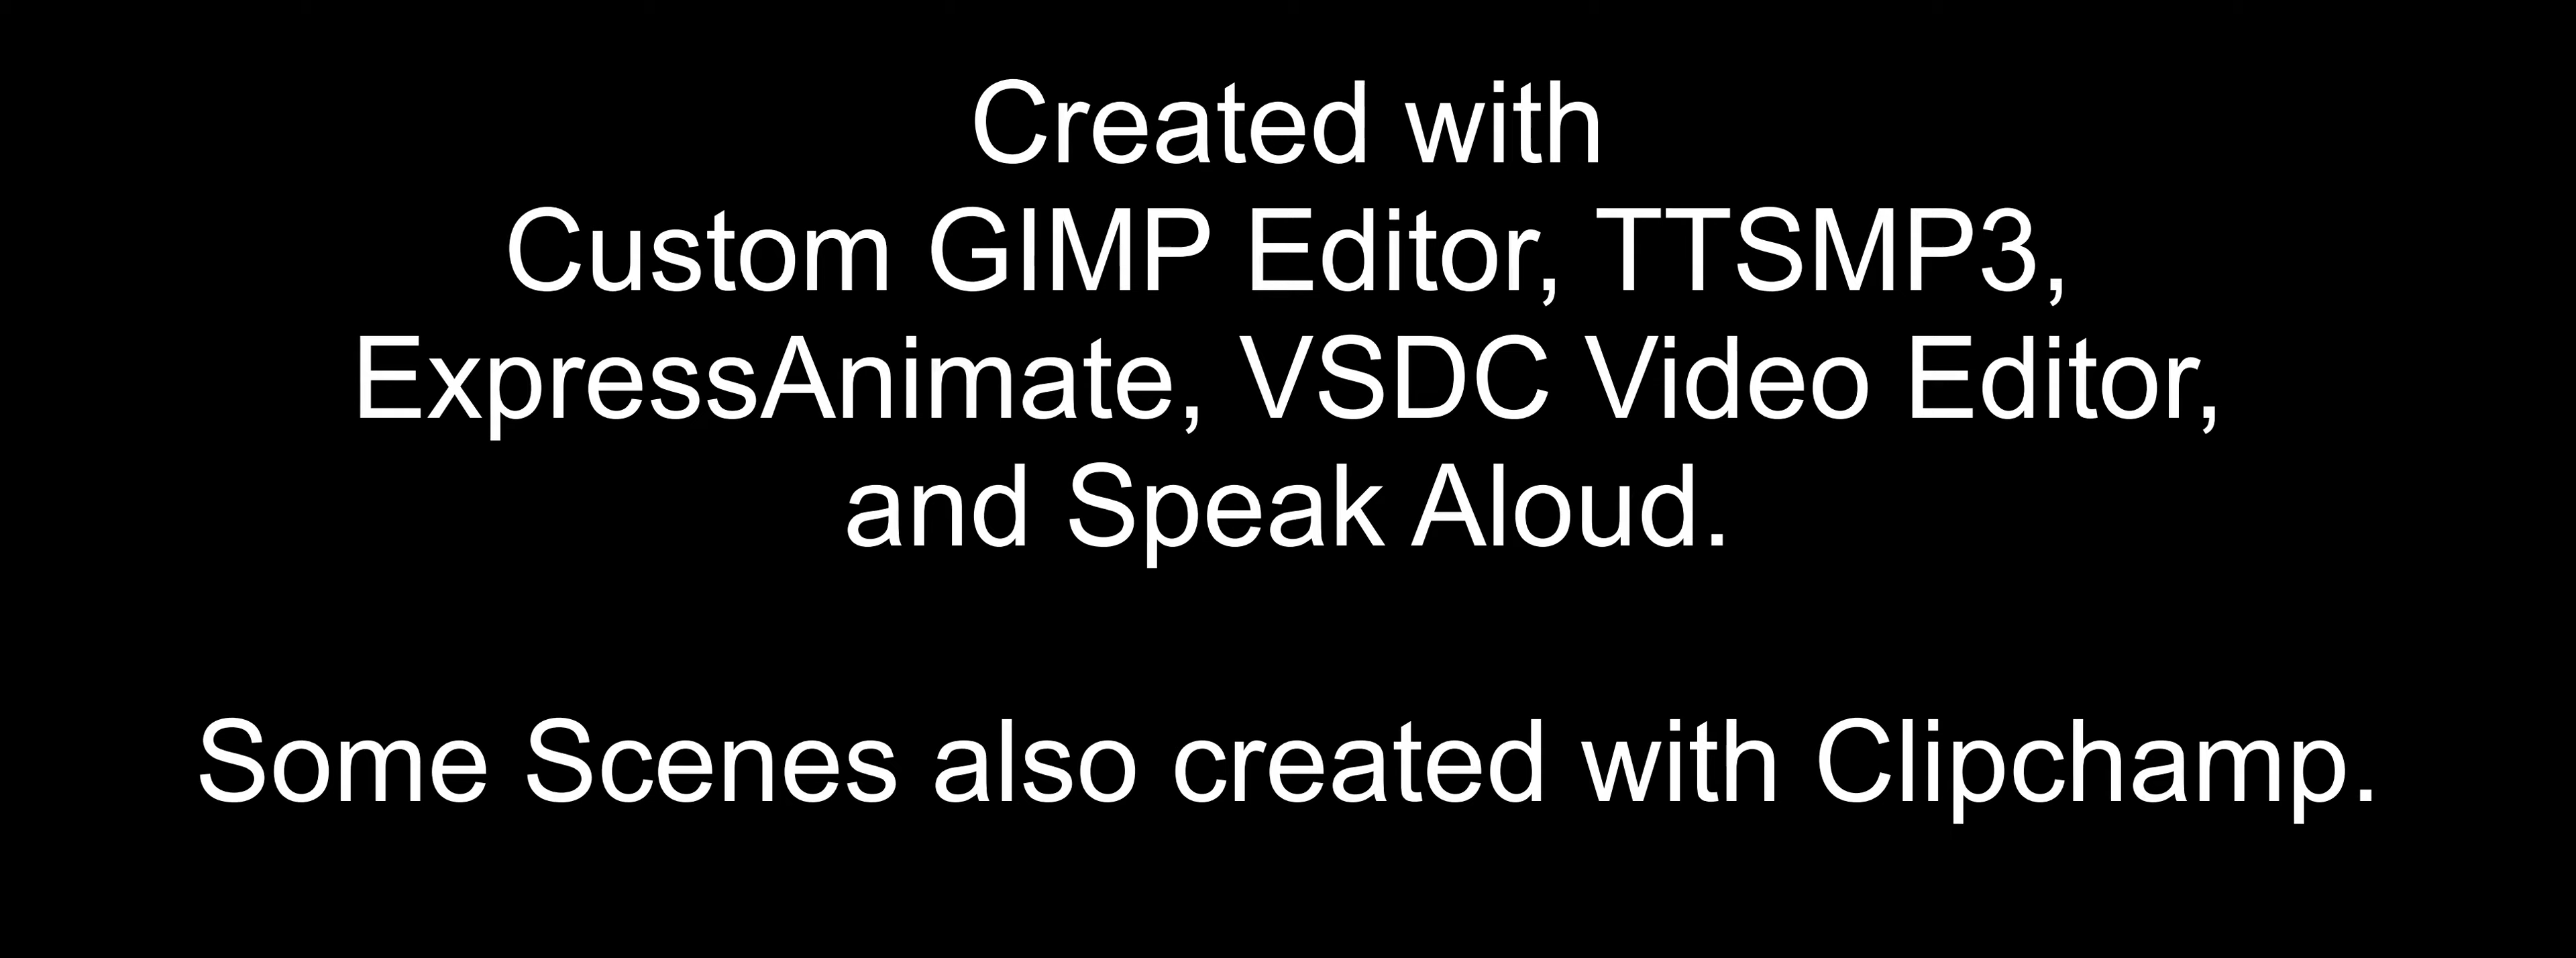 Created with
Custom GIMP Editor, TTSMP3,
ExpressAnimate, VSDC Video Editor,
and Speak Aloud.
Some Scenes also created with Clipchamp.